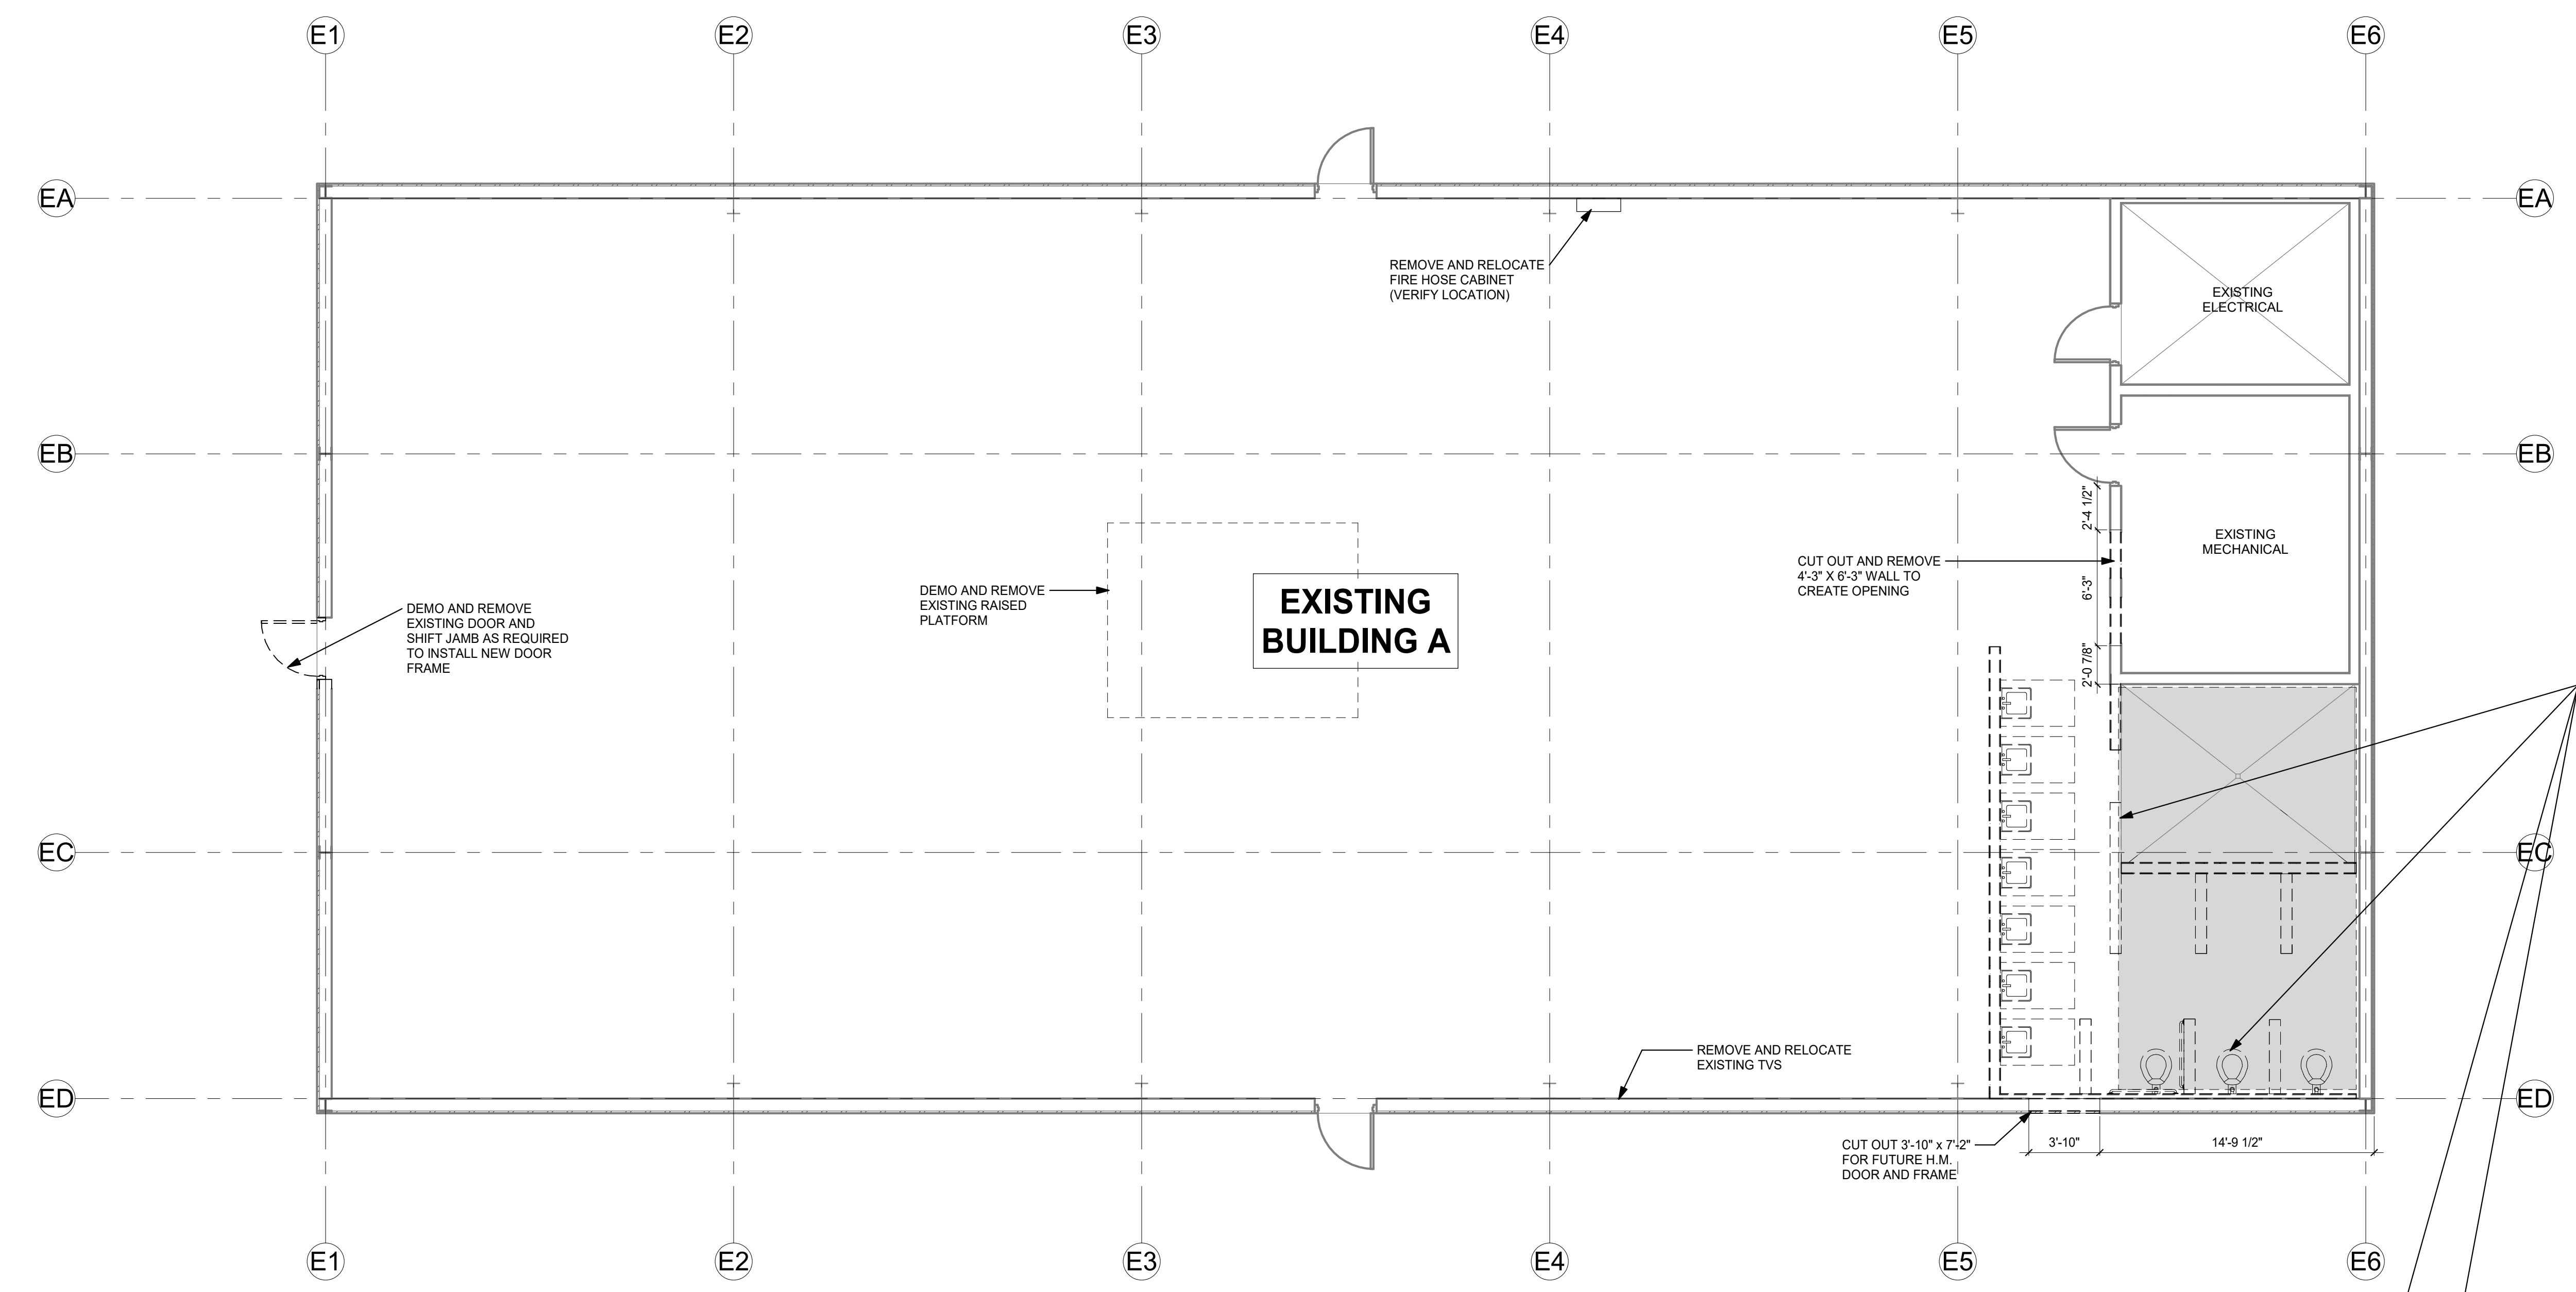 E1
E2
E3
E4
E5
E6
EA
EA
REMOVE AND RELOCATE
FIRE HOSE CABINET
(VERIFY LOCATION)
EXISTING
ELECTRICAL
EB
EB
2'-4 1/2"
EXISTING
MECHANICAL
CUT OUT AND REMOVE
4'-3" X 6'-3" WALL TO
CREATE OPENING
6'-3"
DEMO AND REMOVE
EXISTING RAISED
PLATFORM
EXISTING
BUILDING A
DEMO AND REMOVE
EXISTING DOOR AND
SHIFT JAMB AS REQUIRED
TO INSTALL NEW DOOR
FRAME
2'-0 7/8"
EC
EC
REMOVE AND RELOCATE
EXISTING TVS
ED
ED
CUT OUT 3'-10" x 7'-2"
FOR FUTURE H.M.
DOOR AND FRAME
3'-10"
14'-9 1/2"
E1
E2
E3
E4
E5
E6